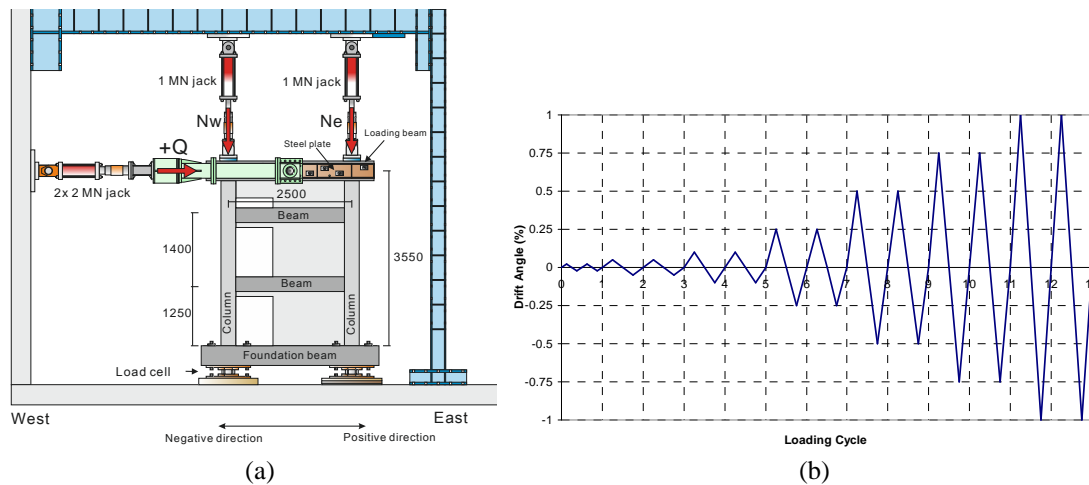 1 MN jack
1 MN jack
Nw
Ne
Loading beam
Steel plate
+Q
2x 2 MN jack
2500
Beam
1400
3550
Beam
1250
Column
Column
Foundation beam
Load cell
West
East
Negative direction
Positive direction
(a)
1
0.75
0.5
0.25
0
-0.25
-0.5
-0.75
-1
Drift Angle (%)
0 1 2 3 4 5 6 7 8 9 10 11 12 13
Loading Cycle
(b)